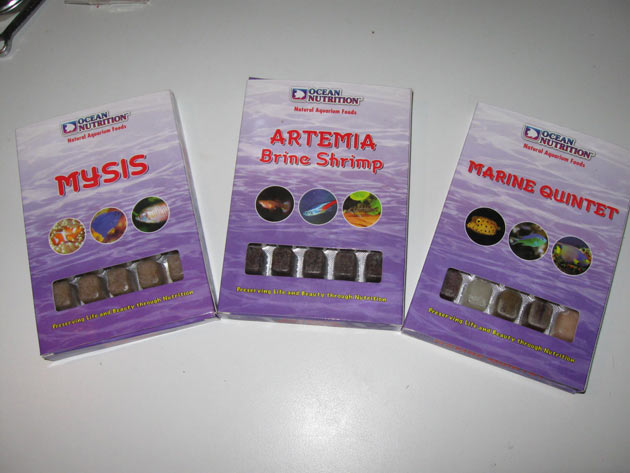 OCEAN
NUTRITION
Natural Aquarium Foods
MYSIS
Preserving Life and Beauty through Nutrition
OCEAN
NUTRITION
Natural Aquarium Foods
ARTEMIA
Brine Shrimp
Preserving Life and Beauty through Nutrition
OCEAN
NUTRITION
Natural Aquarium Foods
MARINE QUINTET
Preserving Life and Beauty through Nutrition